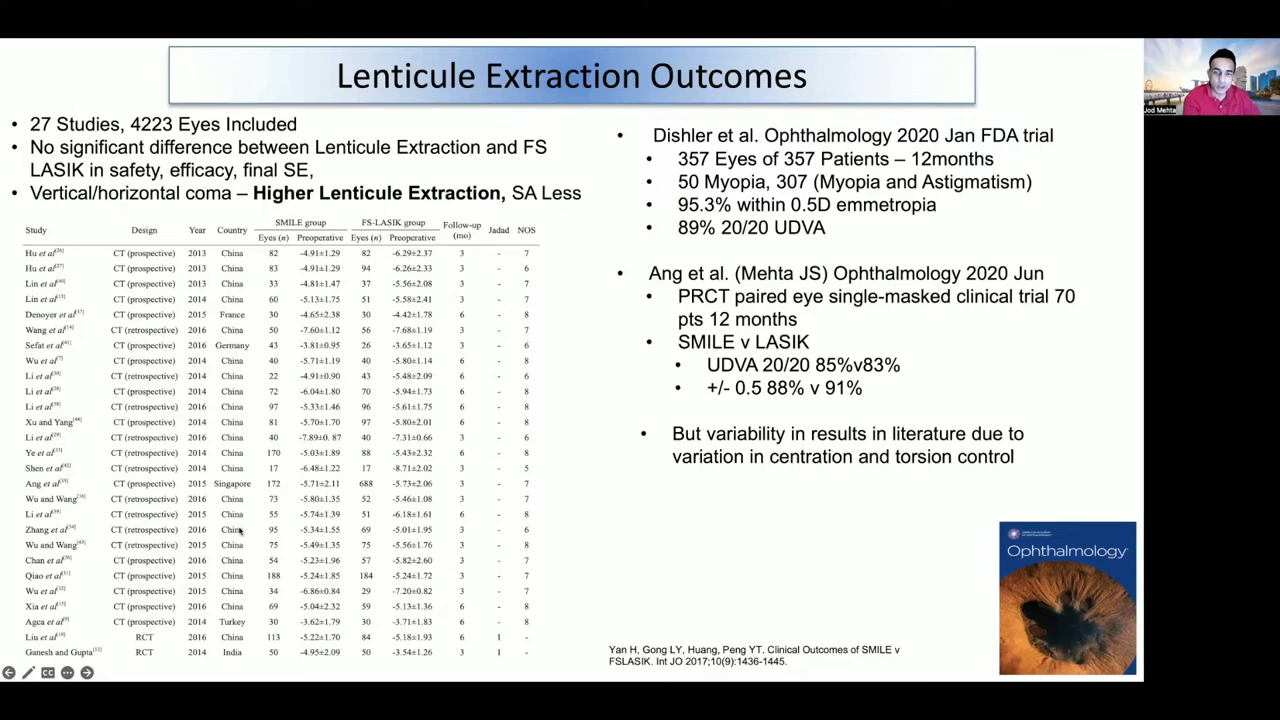 Lenticule Extraction Outcomes
Jod Mehta
• 27 Studies, 4223 Eyes Included
• No significant difference between Lenticule Extraction and FS
LASIK in safety, efficacy, final SE,
• Vertical/horizontal coma – Higher Lenticule Extraction, SA Less
SMILE group FS-LASIK group Follow-up
Study Design Year Country Eyes (n) Preoperative Eyes (n) Preoperative (mo) Jadad NOS
Hu et al[26] CT (prospective) 2013 China 82 -4.91±1.29 82 -6.29±2.37 3 - 7
Hu et al[27] CT (prospective) 2013 China 83 -4.91±1.29 94 -6.26±2.33 3 - 6
Lin et al[40] CT (prospective) 2013 China 33 -4.81±1.47 37 -5.56±2.08 3 - 7
Lin et al[13] CT (prospective) 2014 China 60 -5.13±1.75 51 -5.58±2.41 3 - 7
Denoyer et al[37] CT (prospective) 2015 France 30 -4.65±2.38 30 -4.42±1.78 6 - 8
Wang et al[14] CT (retrospective) 2016 China 50 -7.60±1.12 56 -7.68±1.19 3 - 7
Sefat et al[41] CT (prospective) 2016 Germany 43 -3.81±0.95 26 -3.65±1.12 3 - 6
Wu et al[7] CT (prospective) 2014 China 40 -5.71±1.19 40 -5.80±1.14 6 - 8
Li et al CT (retrospective) 2014 China 22 -4.91±0.90 43 -5.48±2.09 6 - 6
Li et al CT (prospective) 2014 China 72 -6.04±1.80 70 -5.94±1.73 6 - 8
Li et al CT (retrospective) 2016 China 97 -5.33±1.46 96 -5.61±1.75 6 - 8
Xu and Yang[44] CT (prospective) 2014 China 81 -5.70±1.70 97 -5.80±2.01 6 - 8
Li et al CT (retrospective) 2016 China 40 -7.89±0. 87 40 -7.31±0.66 3 - 6
Ye et al CT (retrospective) 2014 China 170 -5.03±1.89 88 -5.43±2.32 6 - 8
Shen et al[42] CT (retrospective) 2014 China 17 -6.48±1.22 17 -8.71±2.02 3 - 5
Ang et al CT (prospective) 2015 Singapore 172 -5.71±2.11 688 -5.73±2.06 3 - 7
Wu and Wang CT (retrospective) 2016 China 73 -5.80±1.35 52 -5.46±1.08 3 - 7
Li et al CT (retrospective) 2015 China 55 -5.74±1.39 51 -6.18±1.61 6 - 8
Zhang et al CT (retrospective) 2016 China 95 -5.34±1.55 69 -5.01±1.95 3 - 6
Wu and Wang CT (retrospective) 2015 China 75 -5.49±1.35 75 -5.56±1.76 3 - 8
Chan et al CT (prospective) 2016 China 54 -5.23±1.96 57 -5.82±2.60 3 - 7
Qiao et al CT (prospective) 2015 China 188 -5.24±1.85 184 -5.24±1.72 3 - 7
Wu et al CT (prospective) 2015 China 34 -6.86±0.84 29 -7.20±0.82 3 - 7
Xia et al CT (prospective) 2016 China 69 -5.04±2.32 59 -5.13±1.36 6 - 8
Agca et al CT (prospective) 2014 Turkey 30 -3.62±1.79 30 -3.71±1.83 6 - 8
Liu et al RCT 2016 China 113 -5.22±1.70 84 -5.18±1.93 6 1 -
Ganesh and Gupta[12] RCT 2014 India 50 -4.95±2.09 50 -3.54±1.26 3 1 -
• Dishler et al. Ophthalmology 2020 Jan FDA trial
• 357 Eyes of 357 Patients – 12months
• 50 Myopia, 307 (Myopia and Astigmatism)
• 95.3% within 0.5D emmetropia
• 89% 20/20 UDVA
• Ang et al. (Mehta JS) Ophthalmology 2020 Jun
• PRCT paired eye single-masked clinical trial 70
pts 12 months
• SMILE v LASIK
• UDVA 20/20 85%v83%
• +/- 0.5 88% v 91%
• But variability in results in literature due to
variation in centration and torsion control
Ophthalmology
Yan H, Gong LY, Huang, Peng YT. Clinical Outcomes of SMILE v
FSLASIK. Int JO 2017;10(9):1436-1445.